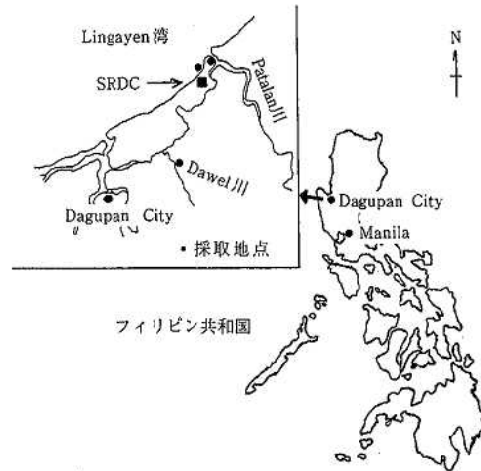 Lingayen湾
SRDC
Patalan川
Dawel川
Dagupan City
• 採取地点
N
Dagupan City
Manila
フィリピン共和国